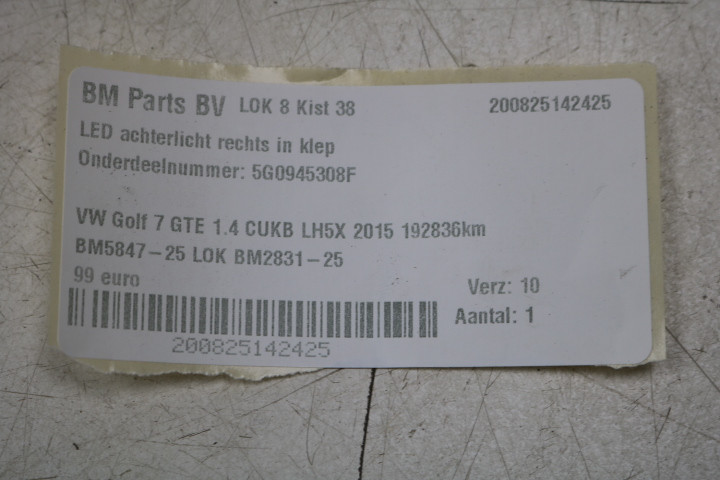 BM Parts BV LOK 8 Kist 38 200825142425
LED achterlicht rechts in klep
Onderdeelnummer: 5G0945308F
VW Golf 7 GTE 1.4 CUKB LH5X 2015 192836km
BM5847-25 LOK BM2831-25
99 euro
Verz: 10
Aantal: 1
200825142425